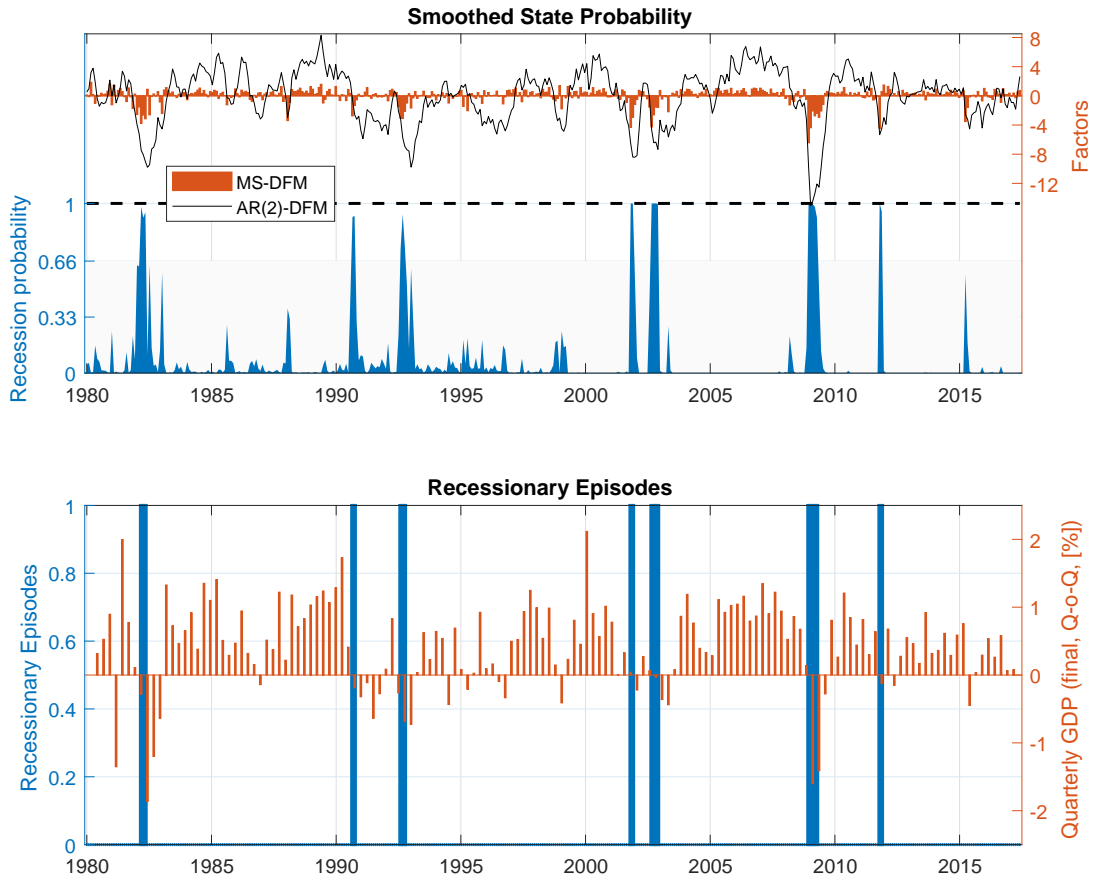 Smoothed State Probability
8
4
0
-4
-8
-12
Factors
MS-DFM
AR(2)-DFM
1
0.66
0.33
0
Recession probability
1980 1985 1990 1995 2000 2005 2010 2015
Recessionary Episodes
1
0.8
0.6
0.4
0.2
0
Recessionary Episodes
2
1
0
-1
-2
Quarterly GDP (final, Q-o-Q, [%])
1980 1985 1990 1995 2000 2005 2010 2015